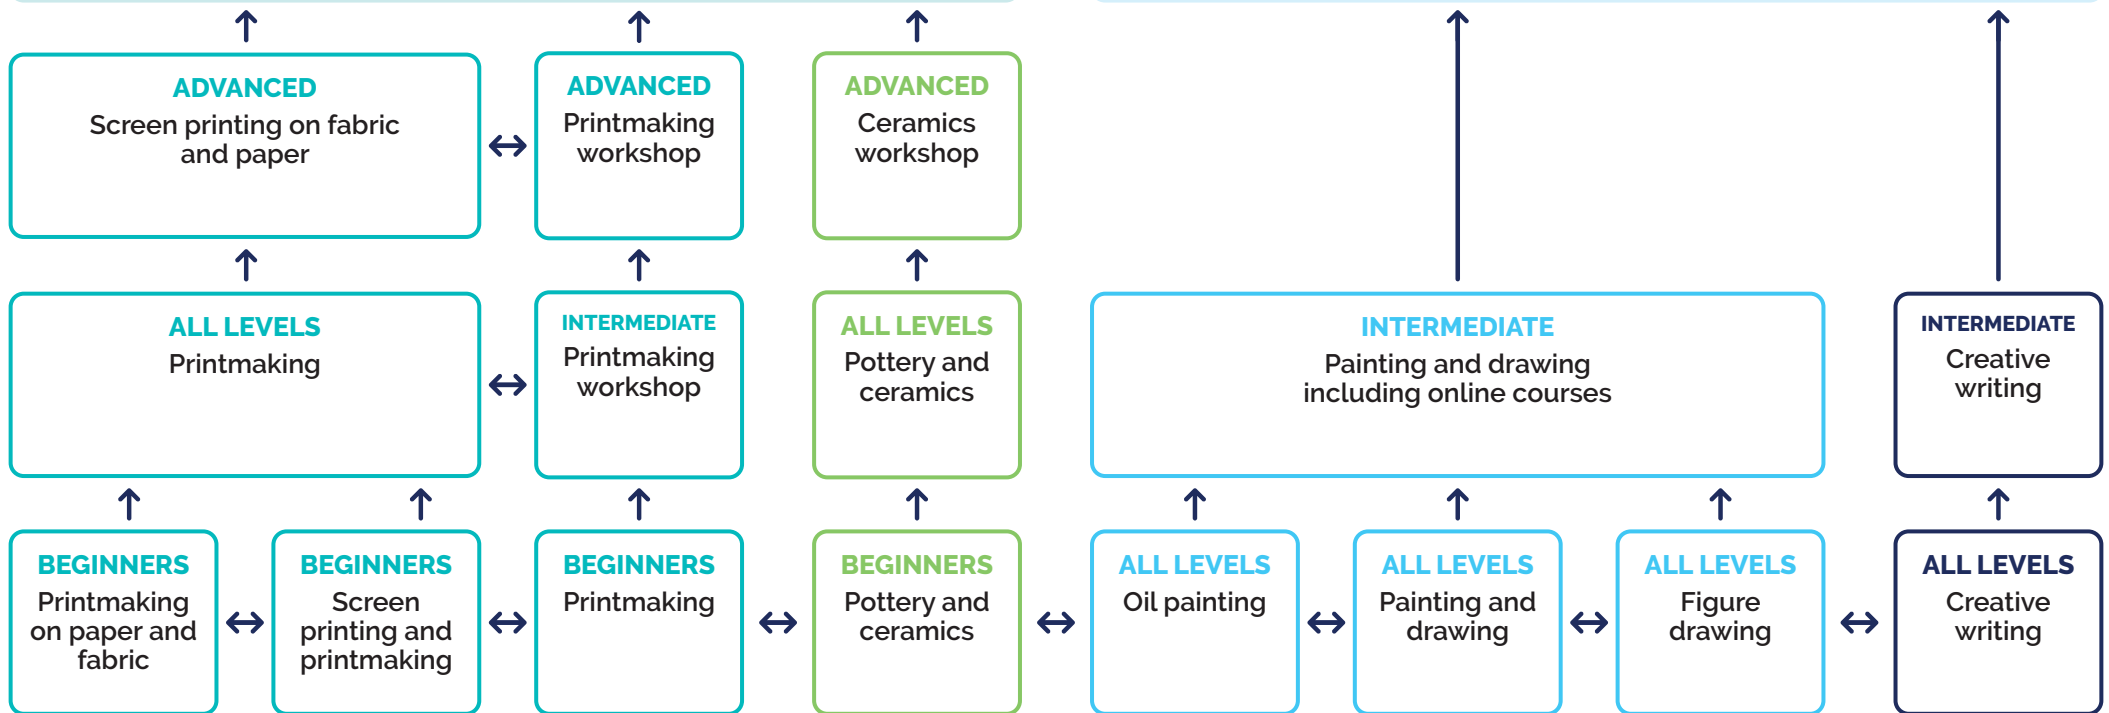 ADVANCED
Screen printing on fabric
and paper
ADVANCED
Printmaking
workshop
ADVANCED
Ceramics
workshop
ALL LEVELS
Printmaking
INTERMEDIATE
Printmaking
workshop
ALL LEVELS
Pottery and
ceramics
INTERMEDIATE
Painting and drawing
including online courses
INTERMEDIATE
Creative
writing
BEGINNERS
Printmaking
on paper and
fabric
BEGINNERS
Screen
printing and
printmaking
BEGINNERS
Printmaking
BEGINNERS
Pottery and
ceramics
ALL LEVELS
Oil painting
ALL LEVELS
Painting and
drawing
ALL LEVELS
Figure
drawing
ALL LEVELS
Creative
writing